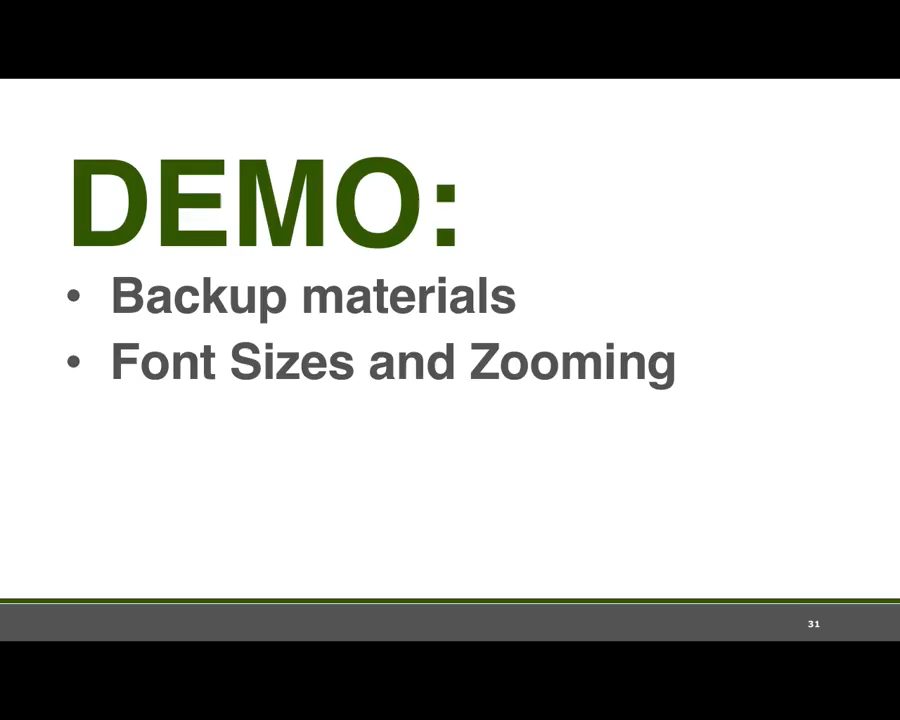 DEMO:
• Backup materials
• Font Sizes and Zooming
31